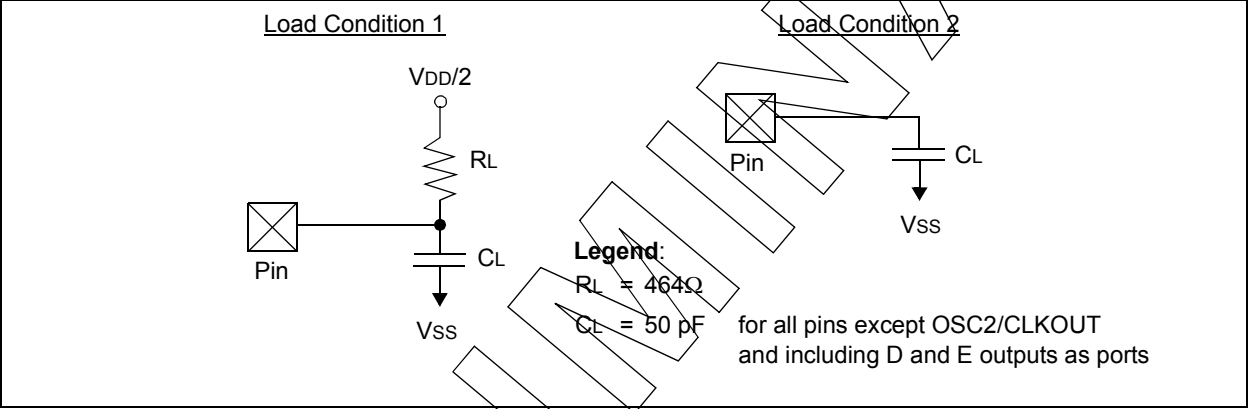 Load Condition 1
Load Condition 2
VDD/2
RL
Pin
CL
VSS
Pin
CL
VSS
Legend:
RL = 464Ω
CL = 50 pF for all pins except OSC2/CLKOUT
and including D and E outputs as ports